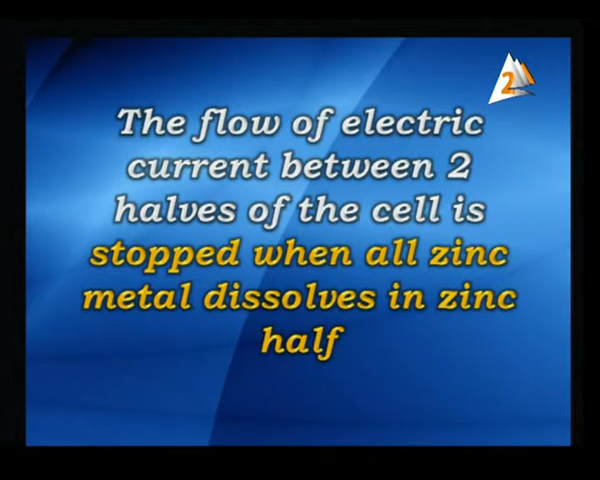 2
The flow of electric
current between 2
halves of the cell is
stopped when all zinc
metal dissolves in zinc
half